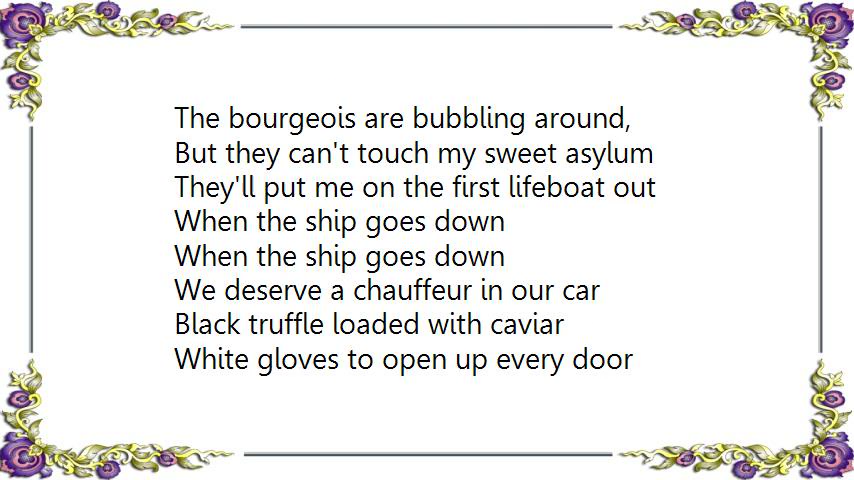 The bourgeois are bubbling around,
But they can't touch my sweet asylum
They'll put me on the first lifeboat out
When the ship goes down
When the ship goes down
We deserve a chauffeur in our car
Black truffle loaded with caviar
White gloves to open up every door